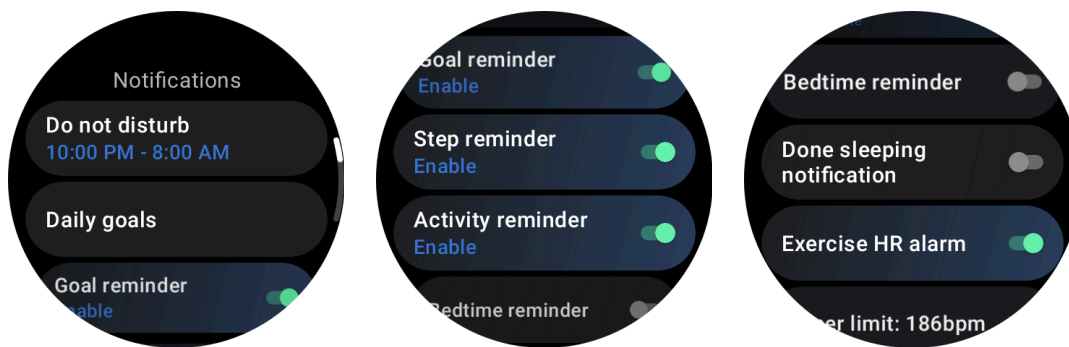 Notifications
Do not disturb
10:00 PM - 8:00 AM
Daily goals
Goal reminder
Goal reminder
Enable
Step reminder
Enable
Activity reminder
Enable
Bedtime reminder
Bedtime reminder
Done sleeping
notification
Exercise HR alarm
limit: 186bpm